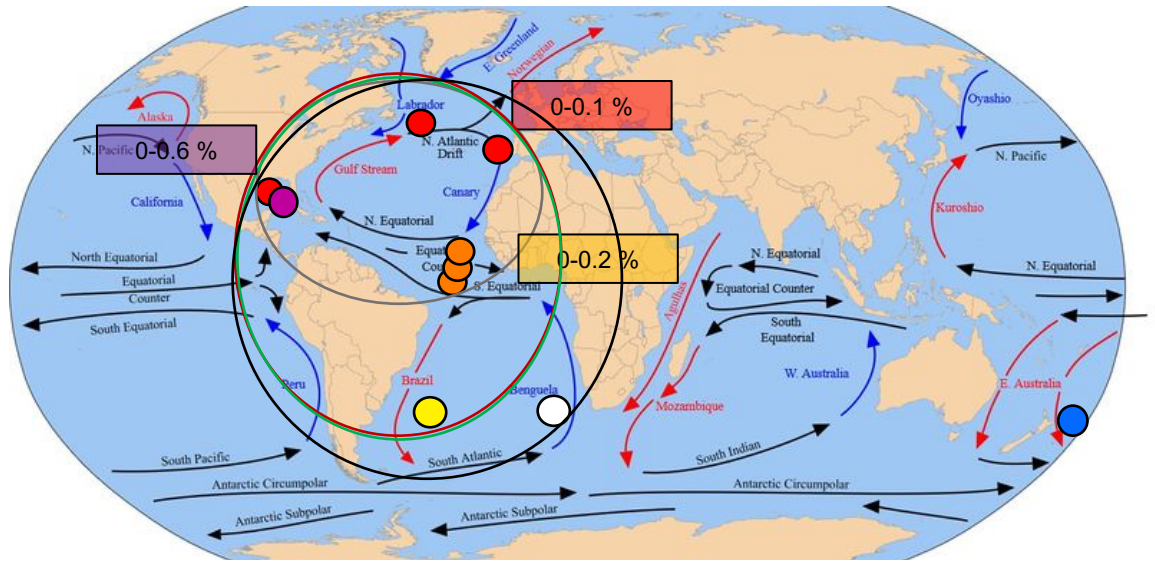 E. Greenland
Norwegian
Alaska
Labrador
0-0.1 %
Oyashio
N. Pacific
0-0.6 %
N. Atlantic
Drift
N. Pacific
Gulf Stream
California
Canary
Kuroshio
N. Equatorial
North Equatorial
0-0.2 %
N. Equatorial
N. Equatorial
Equatorial
S. Equatorial
Equatorial Counter
Counter
Agulhas
South Equatorial
South
Equatorial
Peru
Brazil
Benguela
W. Australia
E. Australia
Mozambique
South Pacific
South Atlantic
South Indian
Antarctic Circumpolar
Antarctic Circumpolar
Antarctic Subpolar
Antarctic Subpolar